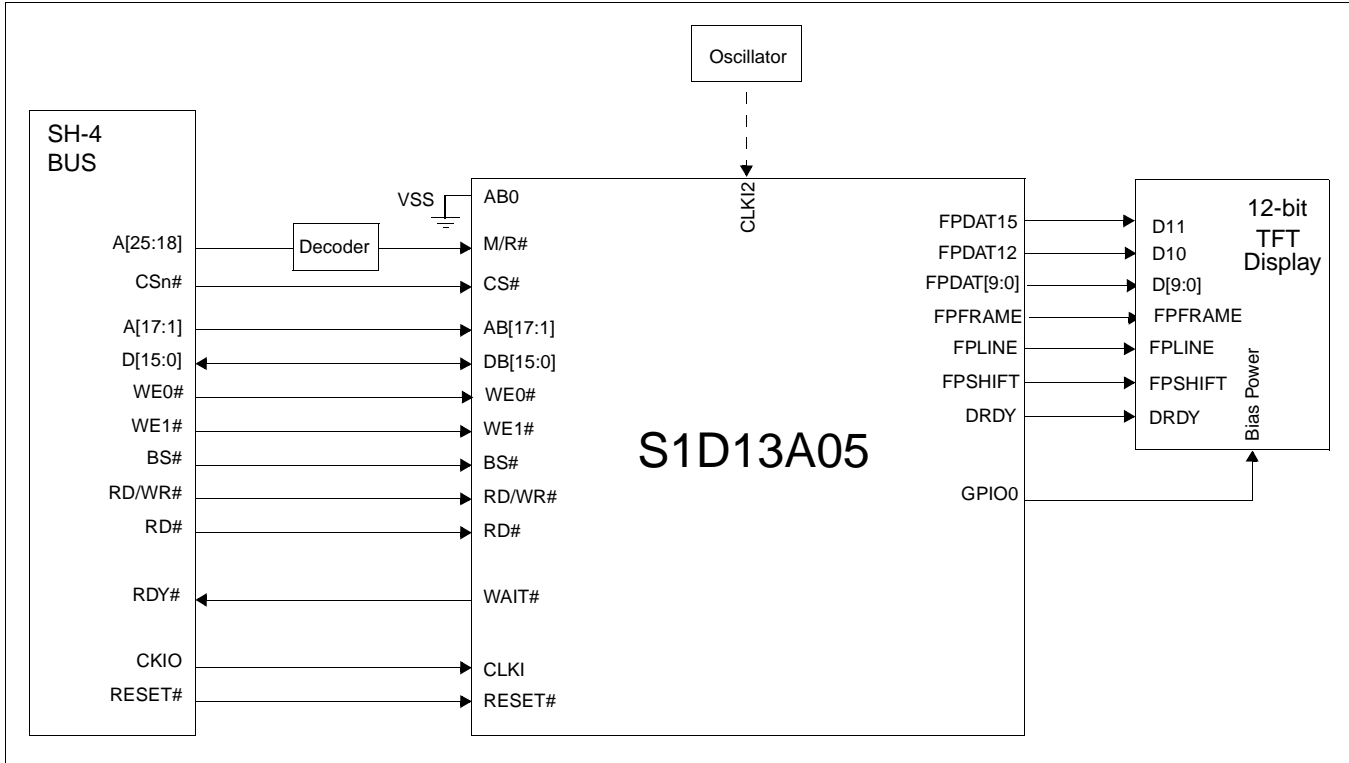 Oscillator
SH-4
BUS
VSS
AB0
CLKI2
12-bit
TFT
Display
A[25:18]
Decoder
M/R#
FPDAT15
D11
CSn#
CS#
FPDAT12
D10
FPDAT[9:0]
D[9:0]
A[17:1]
AB[17:1]
FPFRAME
FPFRAME
D[15:0]
DB[15:0]
FPLINE
FPLINE
WE0#
WE0#
FPSHIFT
FPSHIFT
WE1#
WE1#
DRDY
DRDY
Bias Power
BS#
BS#
S1D13A05
RD/WR#
RD/WR#
GPIO0
RD#
RD#
RDY#
WAIT#
CKIO
CLKI
RESET#
RESET#